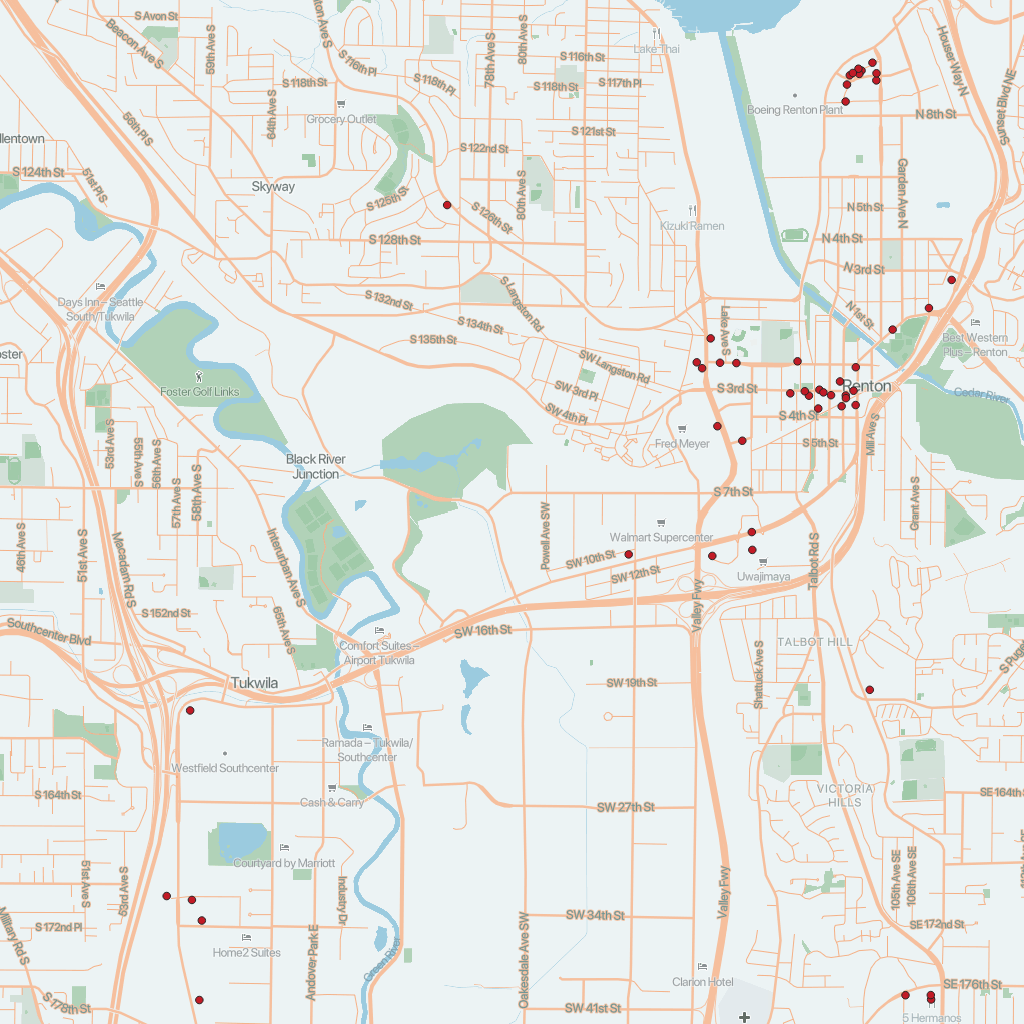 S Avon St
Beacon Ave S
59th Ave S
S 116th Pl
78th Ave S
80th Ave S
Lake Thai
Houser Way N
Sunset Blvd NE
S 116th St
S 118th St
S 116th Pl
S 118th St
S 117th Pl
64th Ave S
Grocery Outlet
Boeing Renton Plant
N 8th St
56th Pl S
S 121st St
S 122nd St
S 124th St
51st Pl S
Skyway
S 125th St
80th Ave S
Garden Ave N
S 126th St
N 5th St
Kizuki Ramen
S 128th St
N 4th St
N 3rd St
Days Inn – Seattle
South/Tukwila
S 132nd St
S Langston Rd
N 1st St
S 134th St
Lake Ave S
S 135th St
SW Langston Rd
Best Western
Plus – Renton
Foster Golf Links
SW 3rd Pl
S 3rd St
Renton
Cedar River
SW 4th Pl
S 4th St
53rd Ave S
55th Ave S
56th Ave S
Fred Meyer
S 5th St
Mill Ave S
Black River
Junction
57th Ave S
58th Ave S
S 7th St
Grant Ave S
46th Ave S
51st Ave S
Macadam Rd S
Interurban Ave S
Powell Ave SW
Walmart Supercenter
SW 10th St
SW 12th St
Uwajimaya
Talbot Rd S
Valley Fwy
S 152nd St
65th Ave S
Southcenter Blvd
SW 16th St
Comfort Suites –
Airport Tukwila
TALBOT HILL
Shattuck Ave S
Tukwila
SW 19th St
Ramada – Tukwila/
Southcenter
Westfield Southcenter
S 164th St
Cash & Carry
SW 27th St
VICTORIA
HILLS
Courtyard by Marriott
51st Ave S
53rd Ave S
Industry Dr
Valley Fwy
105th Ave SE
106th Ave SE
Military Rd S
S 172nd Pl
Home2 Suites
Andover Park E
Green River
Oakesdale Ave SW
SW 34th St
SE 172nd St
Clarion Hotel
S 178th St
SW 41st St
SE 176th St
5 Hermanos